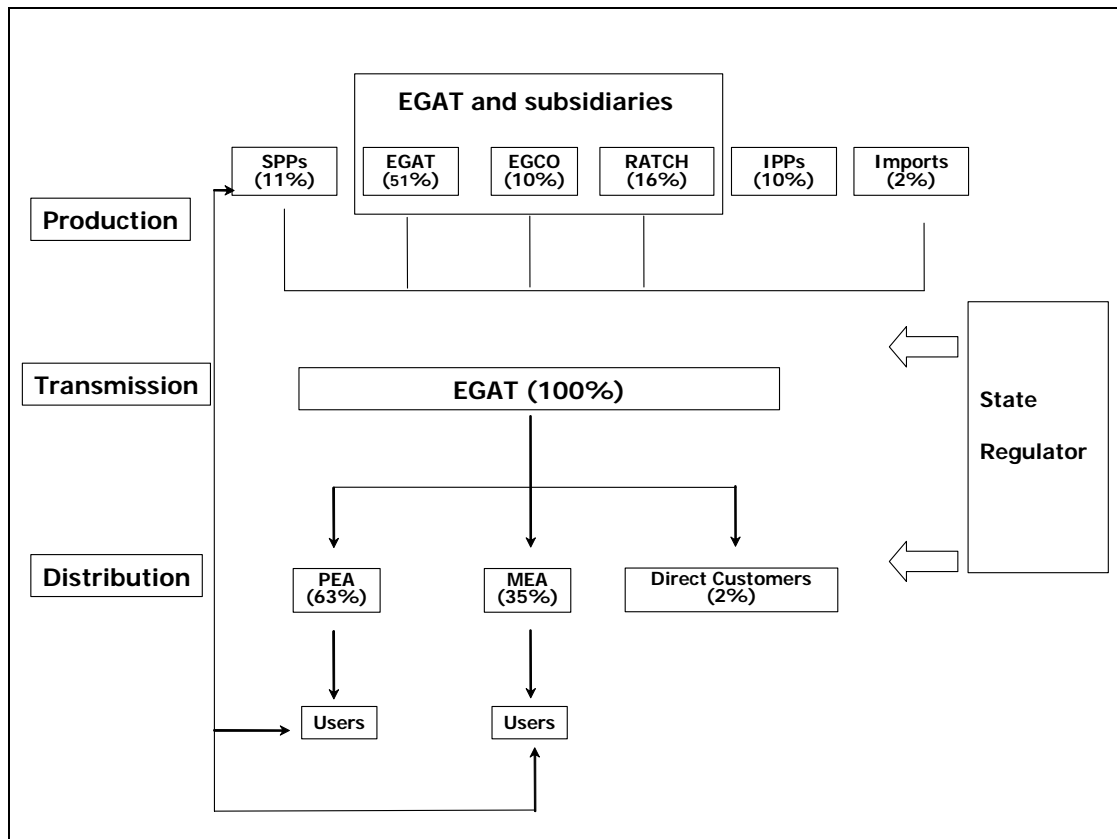 EGAT and subsidiaries
SPPs
(11%)
EGAT
(51%)
EGCO
(10%)
RATCH
(16%)
IPPs
(10%)
Imports
(2%)
Production
Transmission
EGAT (100%)
State
Regulator
Distribution
PEA
(63%)
MEA
(35%)
Direct Customers
(2%)
Users
Users